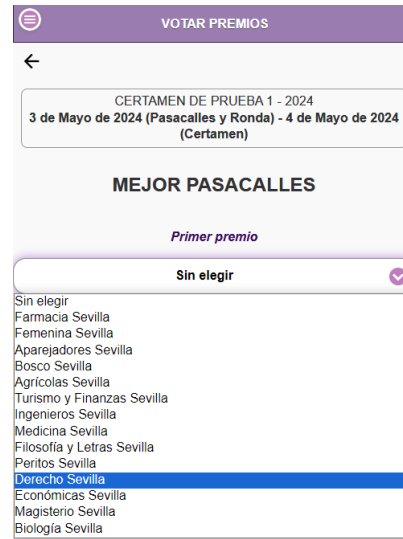 VOTAR PREMIOS
CERTAMEN DE PRUEBA 1 - 2024
3 de Mayo de 2024 (Pasacalles y Ronda) - 4 de Mayo de 2024
(Certamen)
MEJOR PASACALLES
Primer premio
Sin elegir
Sin elegir
Farmacia Sevilla
Femenina Sevilla
Aparejadores Sevilla
Bosco Sevilla
Agrícolas Sevilla
Turismo y Finanzas Sevilla
Ingenieros Sevilla
Medicina Sevilla
Filosofía y Letras Sevilla
Peritos Sevilla
Derecho Sevilla
Económicas Sevilla
Magisterio Sevilla
Biología Sevilla